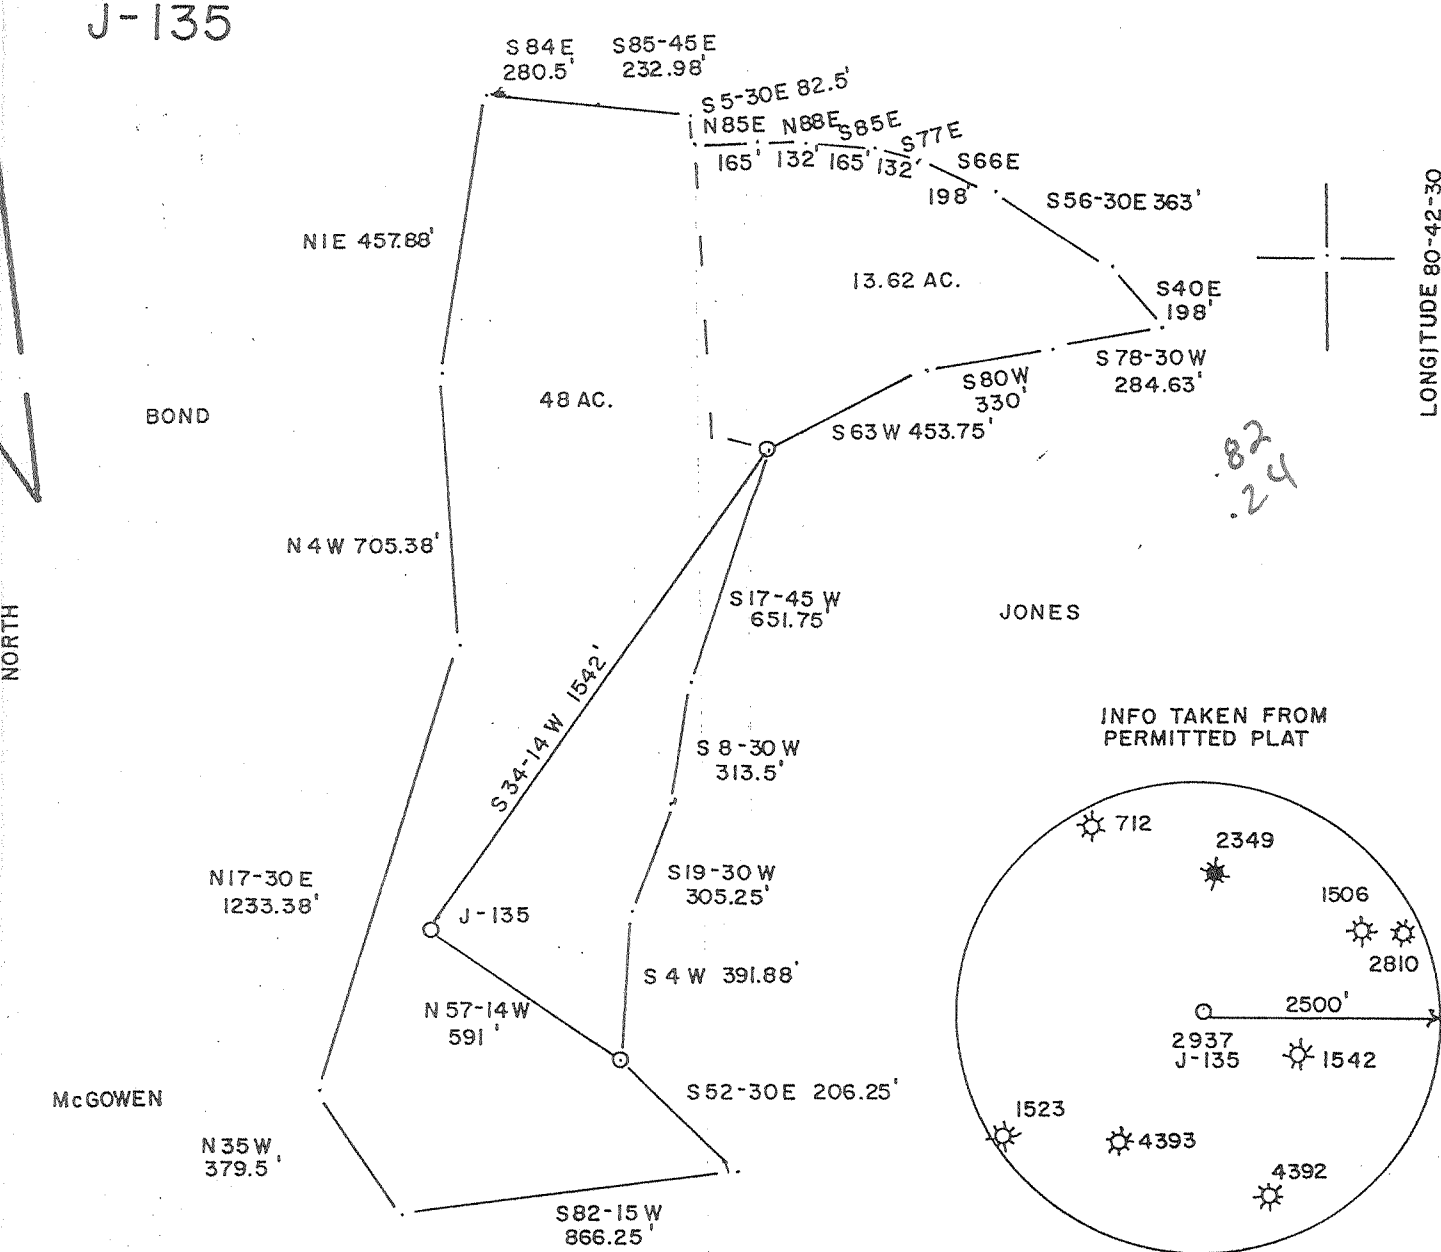 J-135
S84E
280.5'
S85-45E
232.98'
S5-30E 82.5'
N85E
165'
N88E
132'
S85E
165'
S77E
132'
S66E
198'
S56-30E 363'
N1E 457.88'
13.62 AC.
S40E
198'
LONGITUDE 80-42-30
S78-30W
284.63'
S80W
330'
48 AC.
BOND
S63W 453.75'
.82
.24
N4W 705.38'
NORTH
S17-45W
651.75'
JONES
S34-14W 1542'
S8-30W
313.5'
INFO TAKEN FROM
PERMITTED PLAT
712
2349
N17-30E
1233.38'
S19-30W
305.25'
1506
J-135
2810
S4W 391.88'
N57-14W
591'
2500'
2937
J-135
1542
McGOWEN
S52-30E 206.25'
1523
4393
N35W
379.5'
4392
S82-15W
866.25'